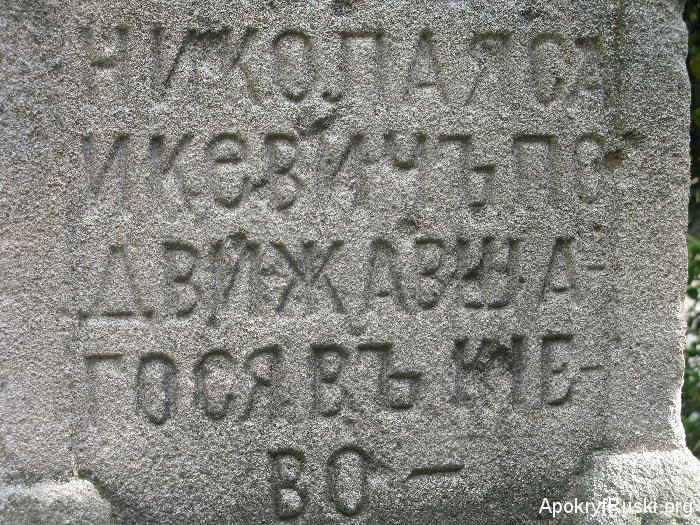 НИКОЛАЯ СА
ИКЕВИЧЪ ПО
ДВИЖАВША-
ГОСЯ ВЪ КІЕ-
ВО —
ApokryfRuski.org